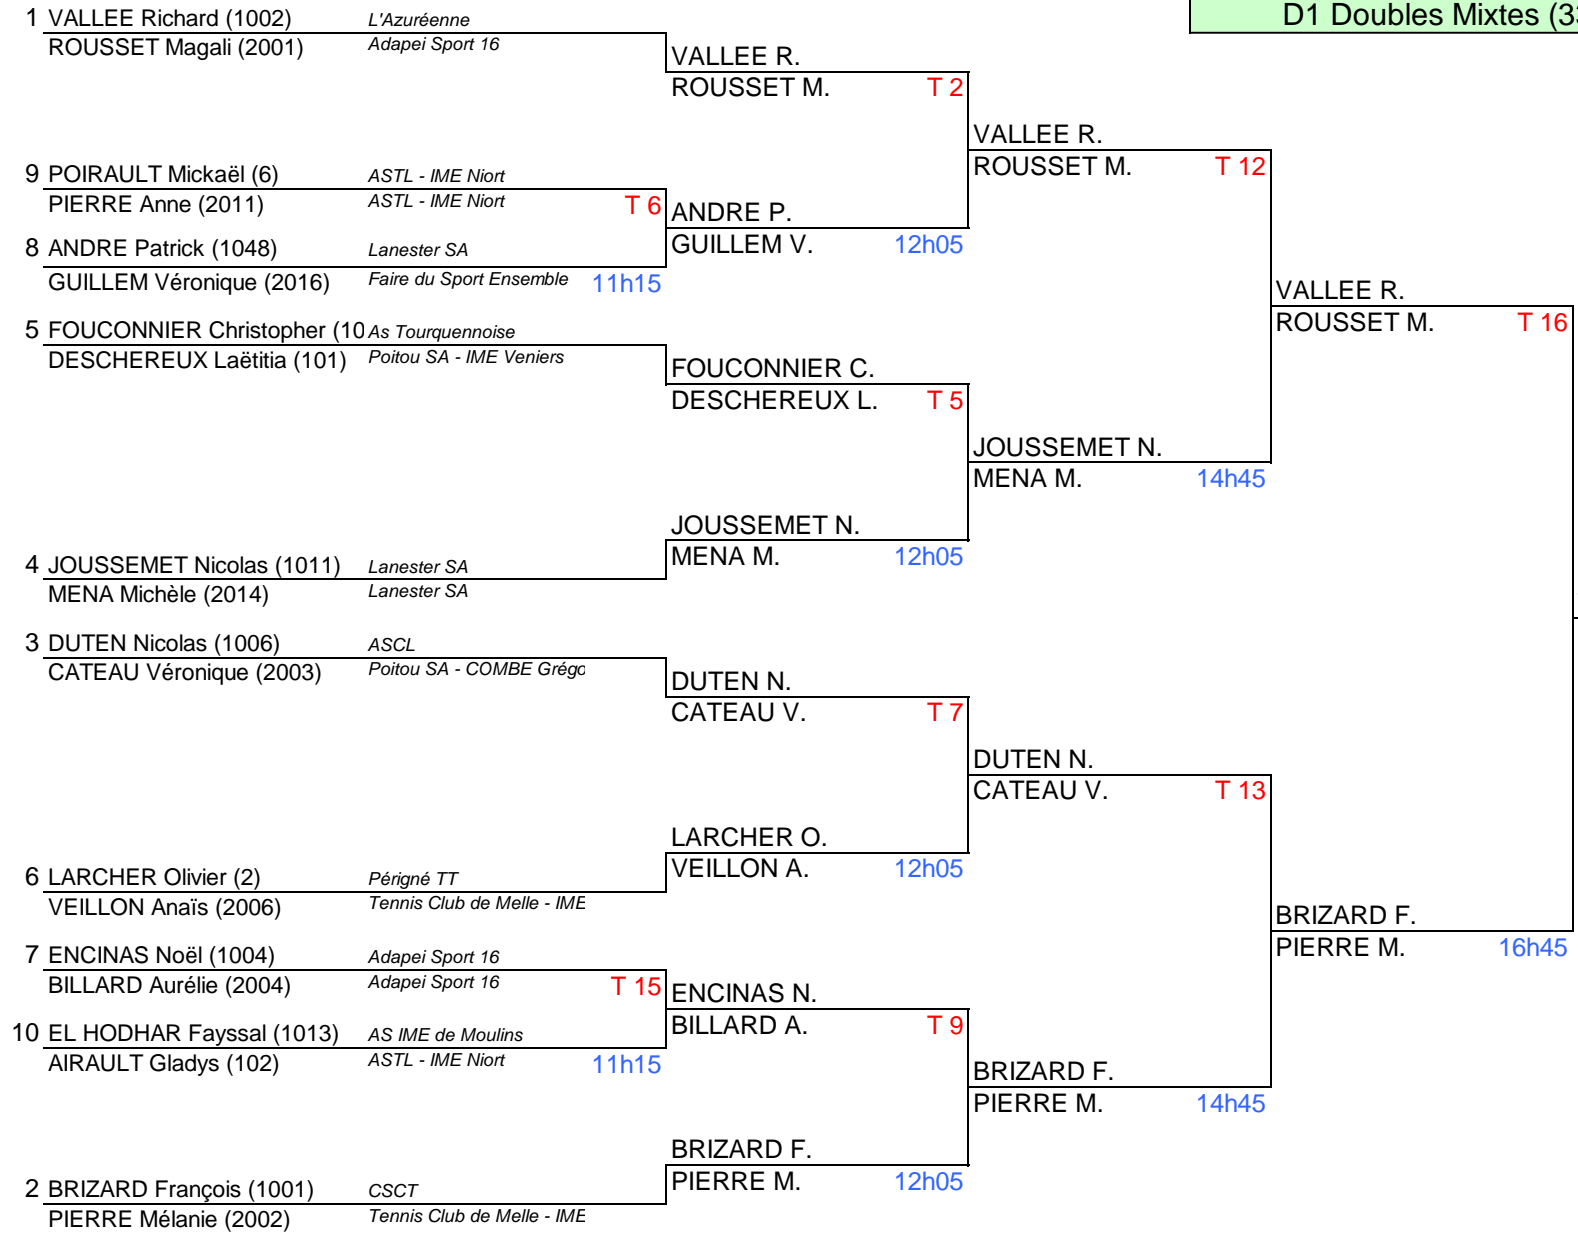 D1 Doubles Mixtes (33
1 VALLEE Richard (1002) L'Azuréenne
ROUSSET Magali (2001) Adapei Sport 16
VALLEE R.
ROUSSET M. T 2
VALLEE R.
ROUSSET M. T 12
9 POIRAULT Mickaël (6) ASTL - IME Niort
PIERRE Anne (2011) ASTL - IME Niort T 6
ANDRE P.
GUILLEM V. 12h05
8 ANDRE Patrick (1048) Lanester SA
GUILLEM Véronique (2016) Faire du Sport Ensemble 11h15
VALLEE R.
ROUSSET M. T 16
5 FOUCONNIER Christopher (10 As Tourquennoise
DESCHEREUX Laëtitia (101) Poitou SA - IME Veniers
FOUCONNIER C.
DESCHEREUX L. T 5
JOUSSEMET N.
MENA M. 14h45
JOUSSEMET N.
MENA M. 12h05
4 JOUSSEMET Nicolas (1011) Lanester SA
MENA Michèle (2014) Lanester SA
3 DUTEN Nicolas (1006) ASCL
CATEAU Véronique (2003) Poitou SA - COMBE Grégo
DUTEN N.
CATEAU V. T 7
DUTEN N.
CATEAU V. T 13
LARCHER O.
VEILLON A. 12h05
6 LARCHER Olivier (2) Périgné TT
VEILLON Anaïs (2006) Tennis Club de Melle - IME
BRIZARD F.
PIERRE M. 16h45
7 ENCINAS Noël (1004) Adapei Sport 16
BILLARD Aurélie (2004) Adapei Sport 16 T 15
ENCINAS N.
BILLARD A. T 9
10 EL HODHAR Fayssal (1013) AS IME de Moulins
AIRAULT Gladys (102) ASTL - IME Niort 11h15
BRIZARD F.
PIERRE M. 14h45
BRIZARD F.
PIERRE M. 12h05
2 BRIZARD François (1001) CSCT
PIERRE Mélanie (2002) Tennis Club de Melle - IME